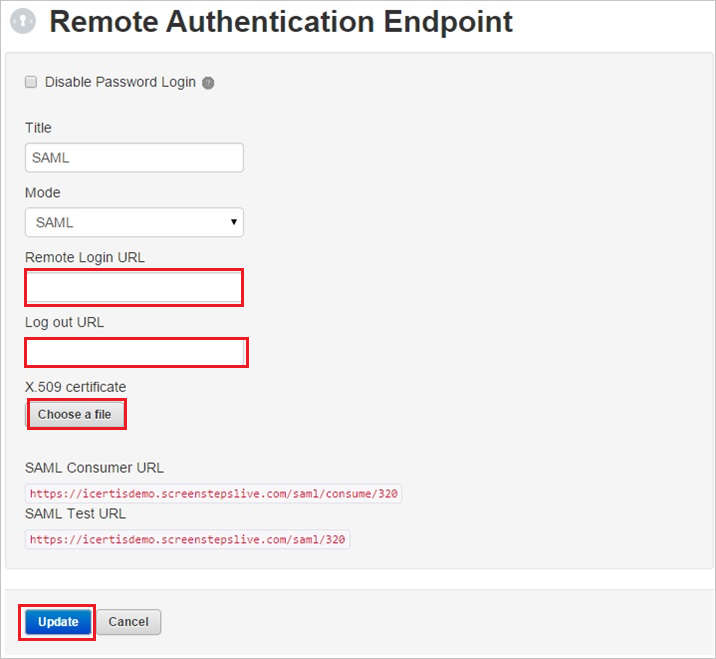 Remote Authentication Endpoint
Disable Password Login ?
Title
SAML
Mode
SAML
Remote Login URL
Log out URL
X.509 certificate
Choose a file
SAML Consumer URL
https://icertisdemo.screenstepslive.com/saml/consume/320
SAML Test URL
https://icertisdemo.screenstepslive.com/saml/320
Update Cancel